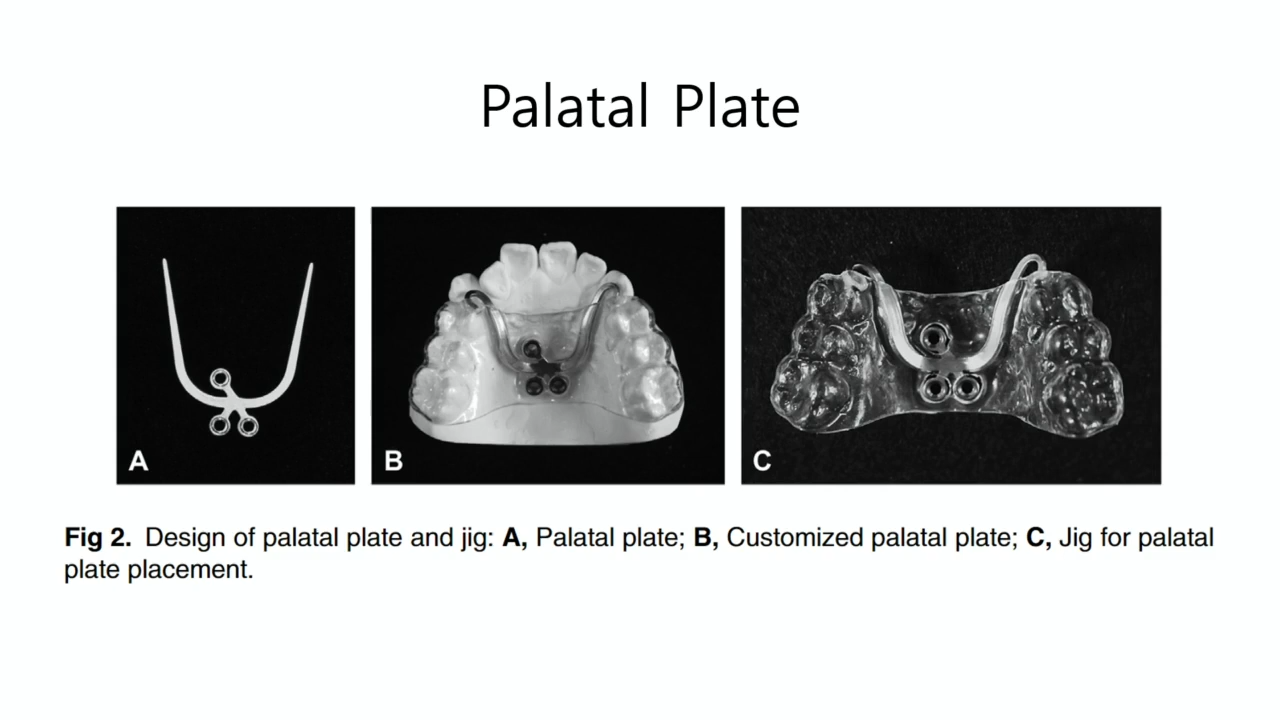 Palatal Plate
A
B
C
Fig 2. Design of palatal plate and jig: A, Palatal plate; B, Customized palatal plate; C, Jig for palatal
plate placement.